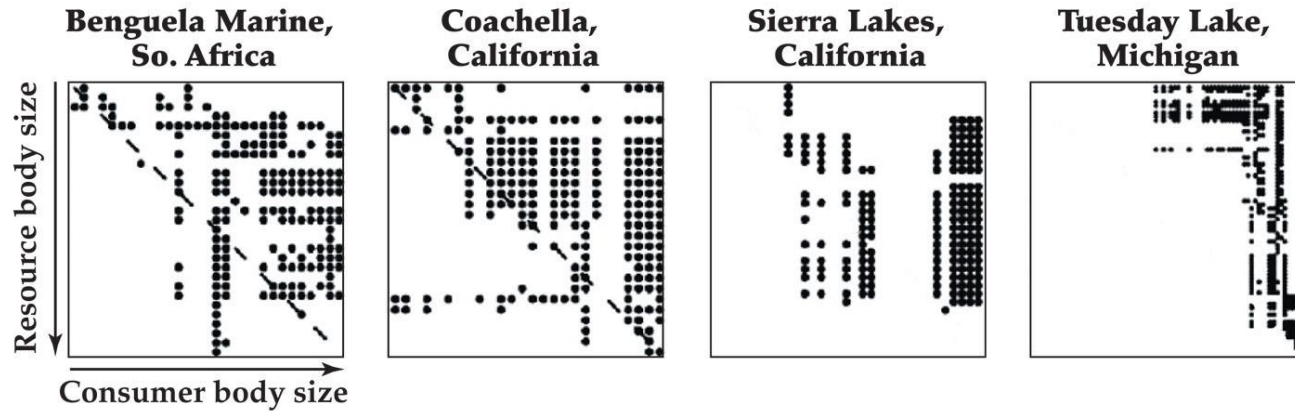 Benguela Marine,
So. Africa
Coachella,
California
Sierra Lakes,
California
Tuesday Lake,
Michigan
Resource body size
Consumer body size